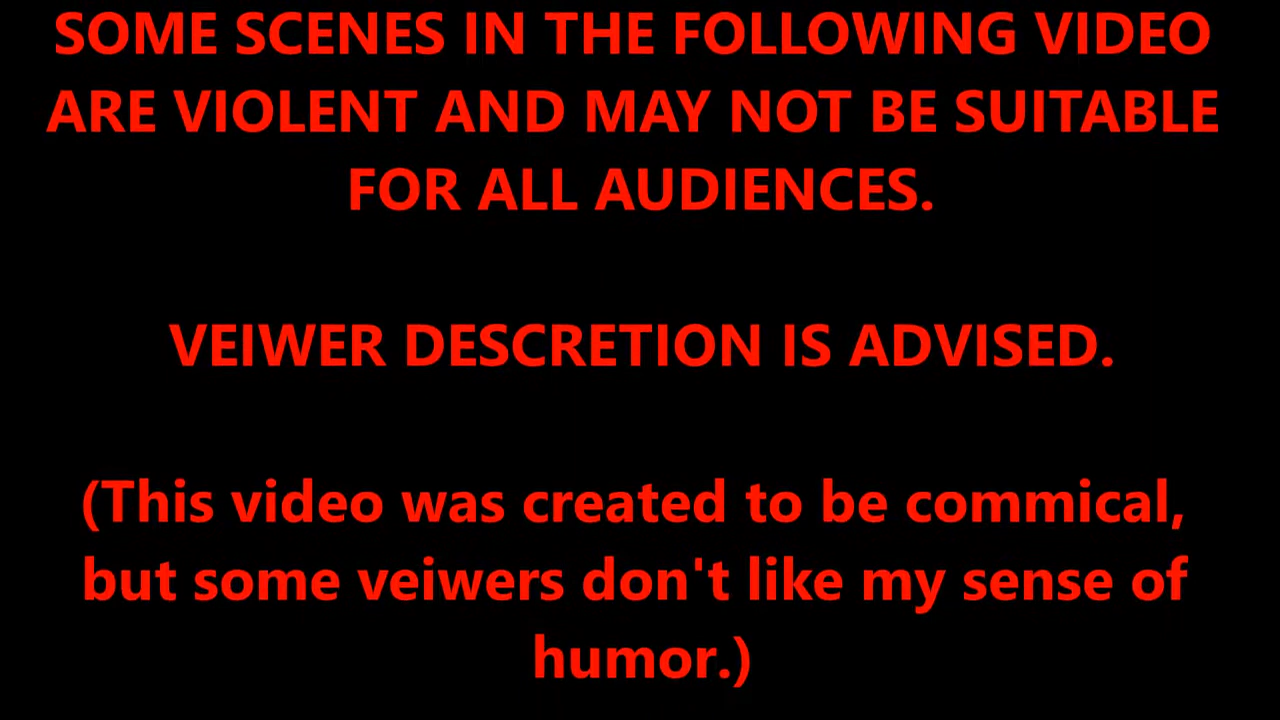 SOME SCENES IN THE FOLLOWING VIDEO
ARE VIOLENT AND MAY NOT BE SUITABLE
FOR ALL AUDIENCES.
VEIWER DESCRETION IS ADVISED.
(This video was created to be commical,
but some veiwers don't like my sense of
humor.)